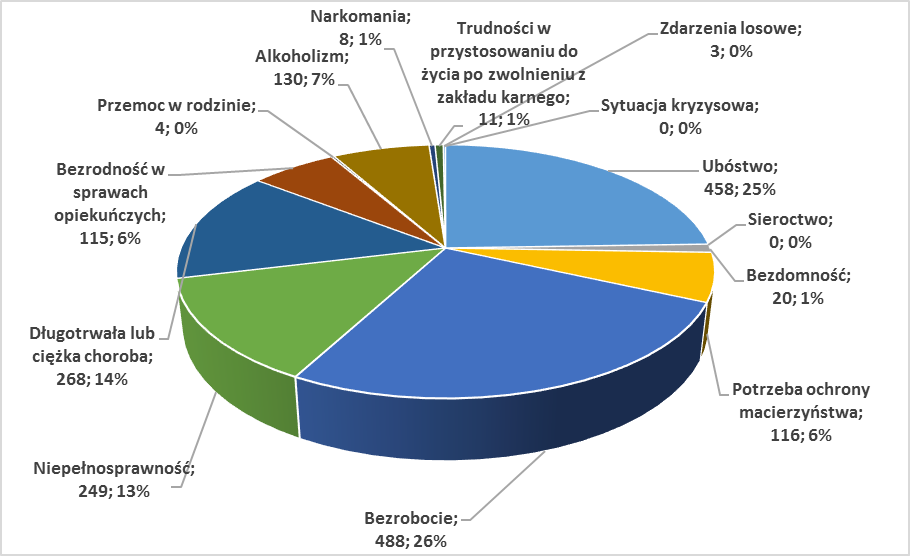 Narkomania;
8; 1%
Trudności w
przystosowaniu do
życia po zwolnieniu z
zakładu karnego;
11; 1%
Zdarzenia losowe;
3; 0%
Alkoholizm;
130; 7%
Przemoc w rodzinie;
4; 0%
Sytuacja kryzysowa;
0; 0%
Bezrodność w
sprawach
opiekuńczych;
115; 6%
Ubóstwo;
458; 25%
Sieroctwo;
0; 0%
Bezdomność;
20; 1%
Długotrwała lub
ciężka choroba;
268; 14%
Potrzeba ochrony
macierzyństwa;
116; 6%
Niepełnosprawność;
249; 13%
Bezrobocie;
488; 26%